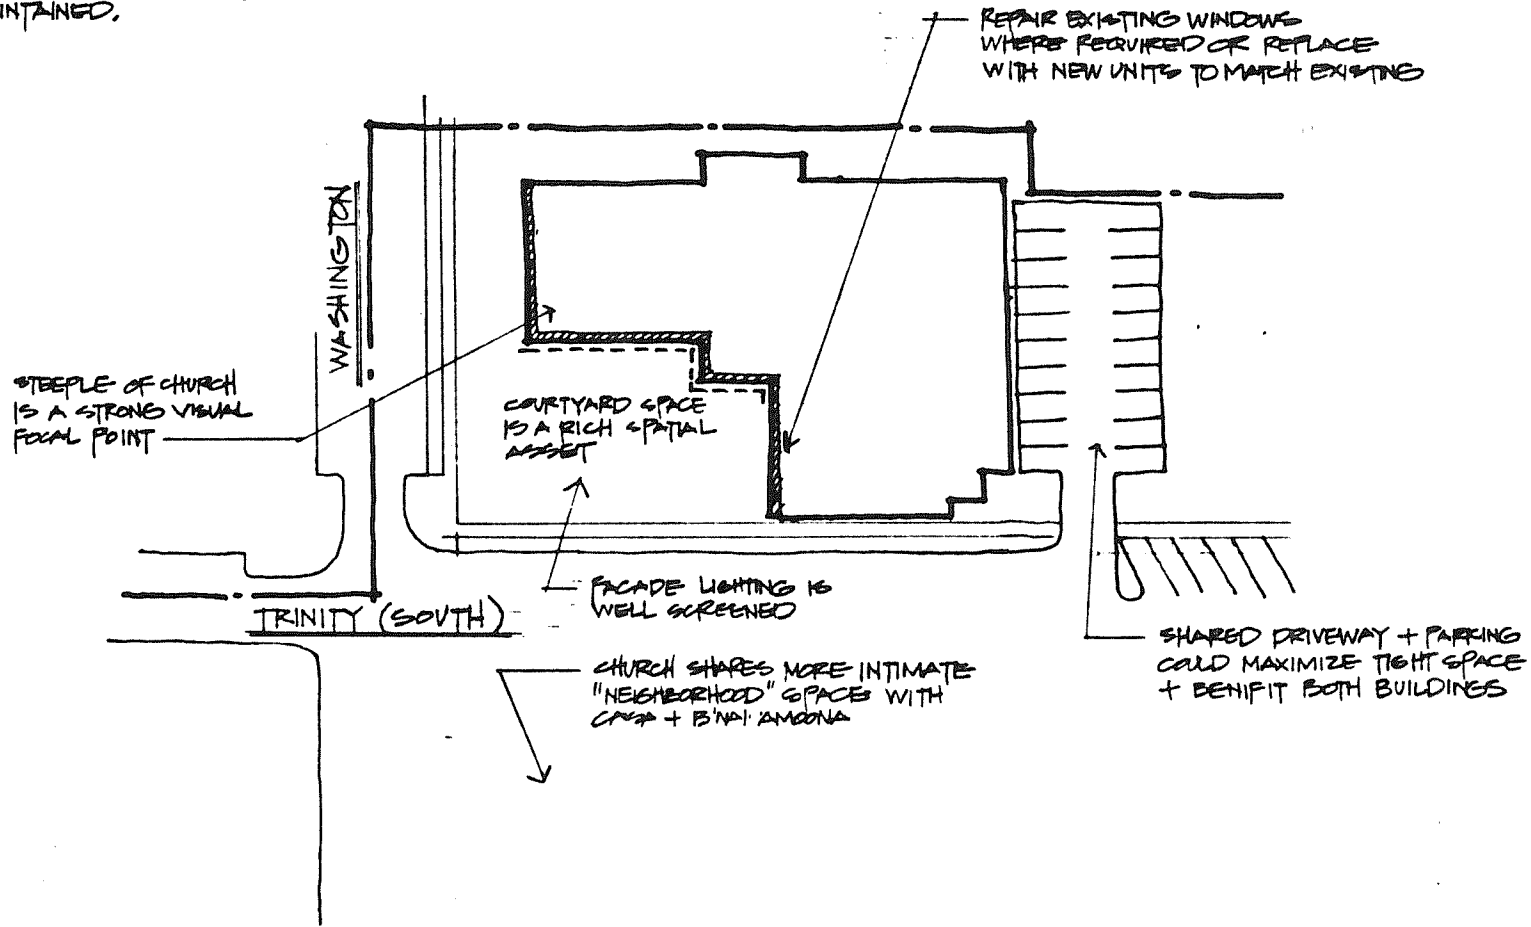 INTAINED.
REPAIR EXISTING WINDOWS
WHERE REQUIRED OR REPLACE
WITH NEW UNITS TO MATCH EXISTING
WASHINGTON
STEEPLE OF CHURCH
IS A STRONG VISUAL
FOCAL POINT
COURTYARD SPACE
IS A RICH SPATIAL
ASSET
FACADE LIGHTING IS
WELL SCREENED
TRINITY (SOUTH)
CHURCH SHARES MORE INTIMATE
"NEIGHBORHOOD" SPACE WITH
CASA + B'NAI AMOONA
SHARED DRIVEWAY + PARKING
COULD MAXIMIZE TIGHT SPACE
+ BENIFIT BOTH BUILDINGS